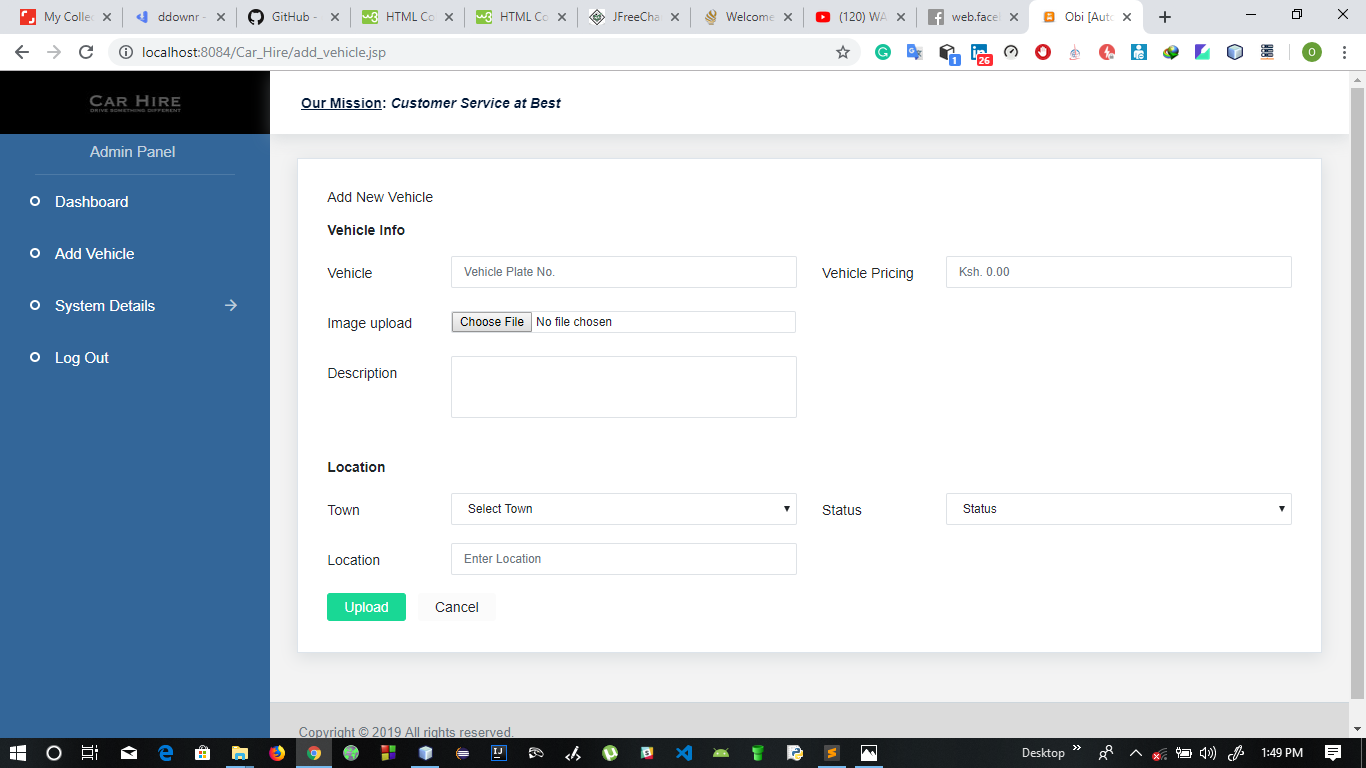 My Collec
ddownr -
GitHub -
HTML Co
HTML Co
JFreeCha
Welcome
(120) WA
web.facel
Obi [Auto
localhost:8084/Car_Hire/add_vehicle.jsp
1
26
O
CAR HIRE
DRIVE SOMETHING DIFFERENT
Our Mission: Customer Service at Best
Admin Panel
Dashboard
Add Vehicle
System Details
Log Out
Add New Vehicle
Vehicle Info
Vehicle Vehicle Plate No. Vehicle Pricing Ksh. 0.00
Image upload Choose File No file chosen
Description
Location
Town Select Town Status Status
Location Enter Location
Upload Cancel
Copyright © 2019 All rights reserved.
Desktop
1:49 PM